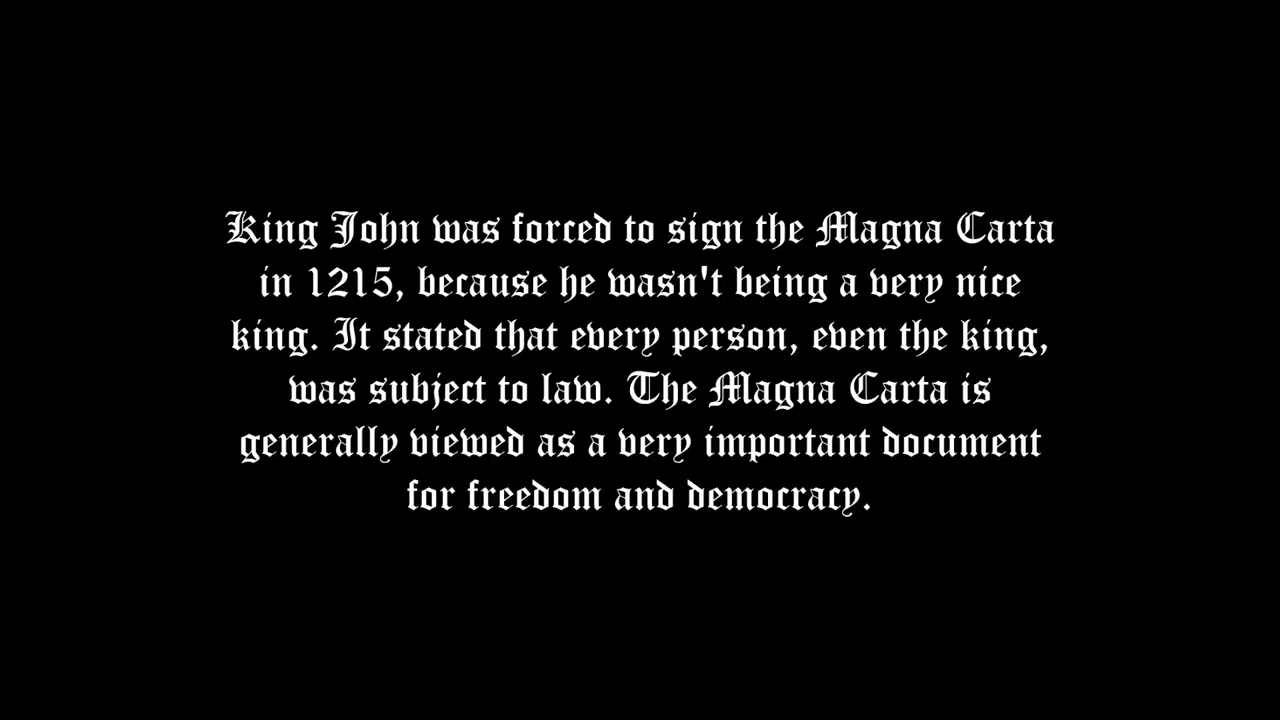 King John was forced to sign the Magna Carta
in 1215, because he wasn't being a very nice
king. It stated that every person, even the king,
was subject to law. The Magna Carta is
generally viewed as a very important document
for freedom and democracy.